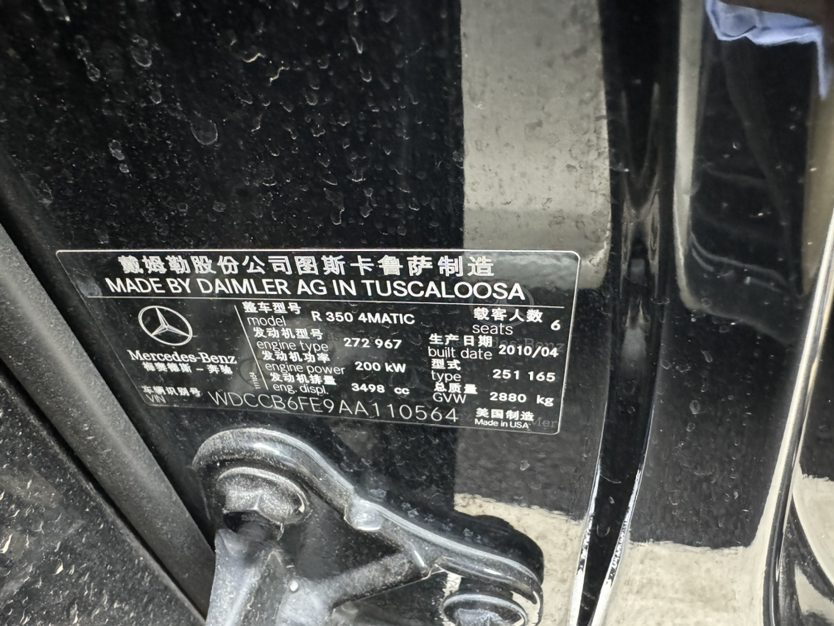 戴姆勒股份公司图斯卡鲁萨制造
MADE BY DAIMLER AG IN TUSCALOOSA
Mercedes-Benz
梅赛德斯－奔驰
整车型号
model R 350 4MATIC
载客人数
seats 6
发动机型号
engine type 272 967
生产日期
built date 2010/04
发动机功率
engine power 200 kW
型式
type 251 165
发动机排量
eng. displ. 3498 cc
总质量
GVW 2880 kg
车辆识别号
VIN WDCCB6FE9AA110564
美国制造
Made in USA